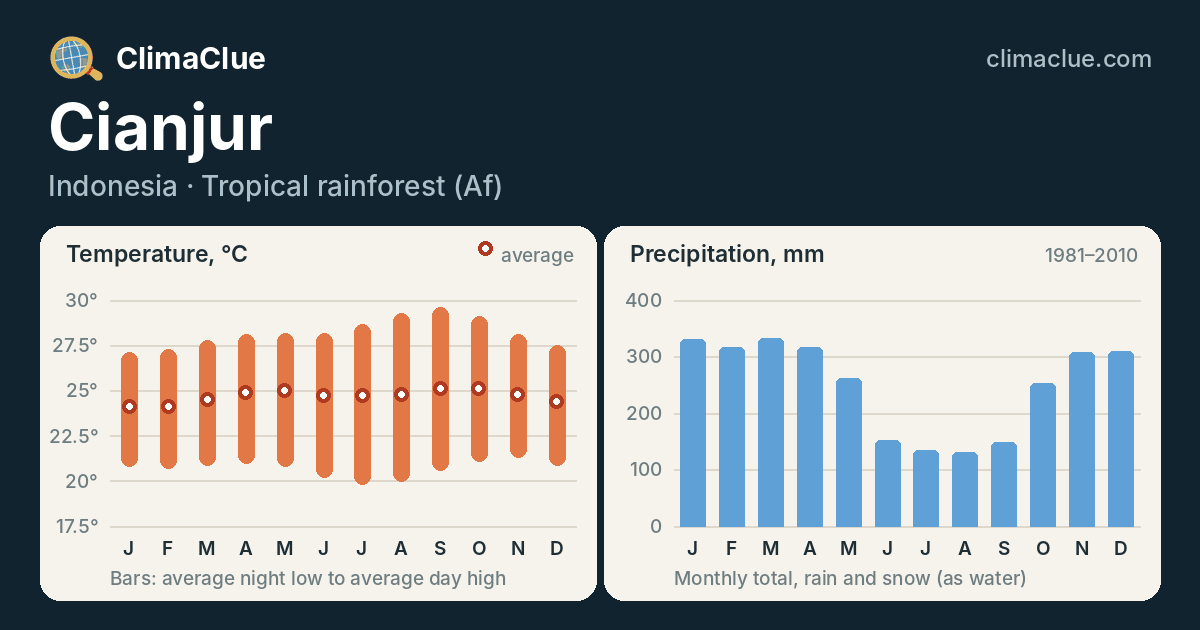 ClimaClue
climaclue.com
Cianjur
Indonesia · Tropical rainforest (Af)
Temperature, °C
average
30°
27.5°
25°
22.5°
20°
17.5°
J F M A M J J A S O N D
Bars: average night low to average day high
Precipitation, mm
1981–2010
400
300
200
100
0
J F M A M J J A S O N D
Monthly total, rain and snow (as water)